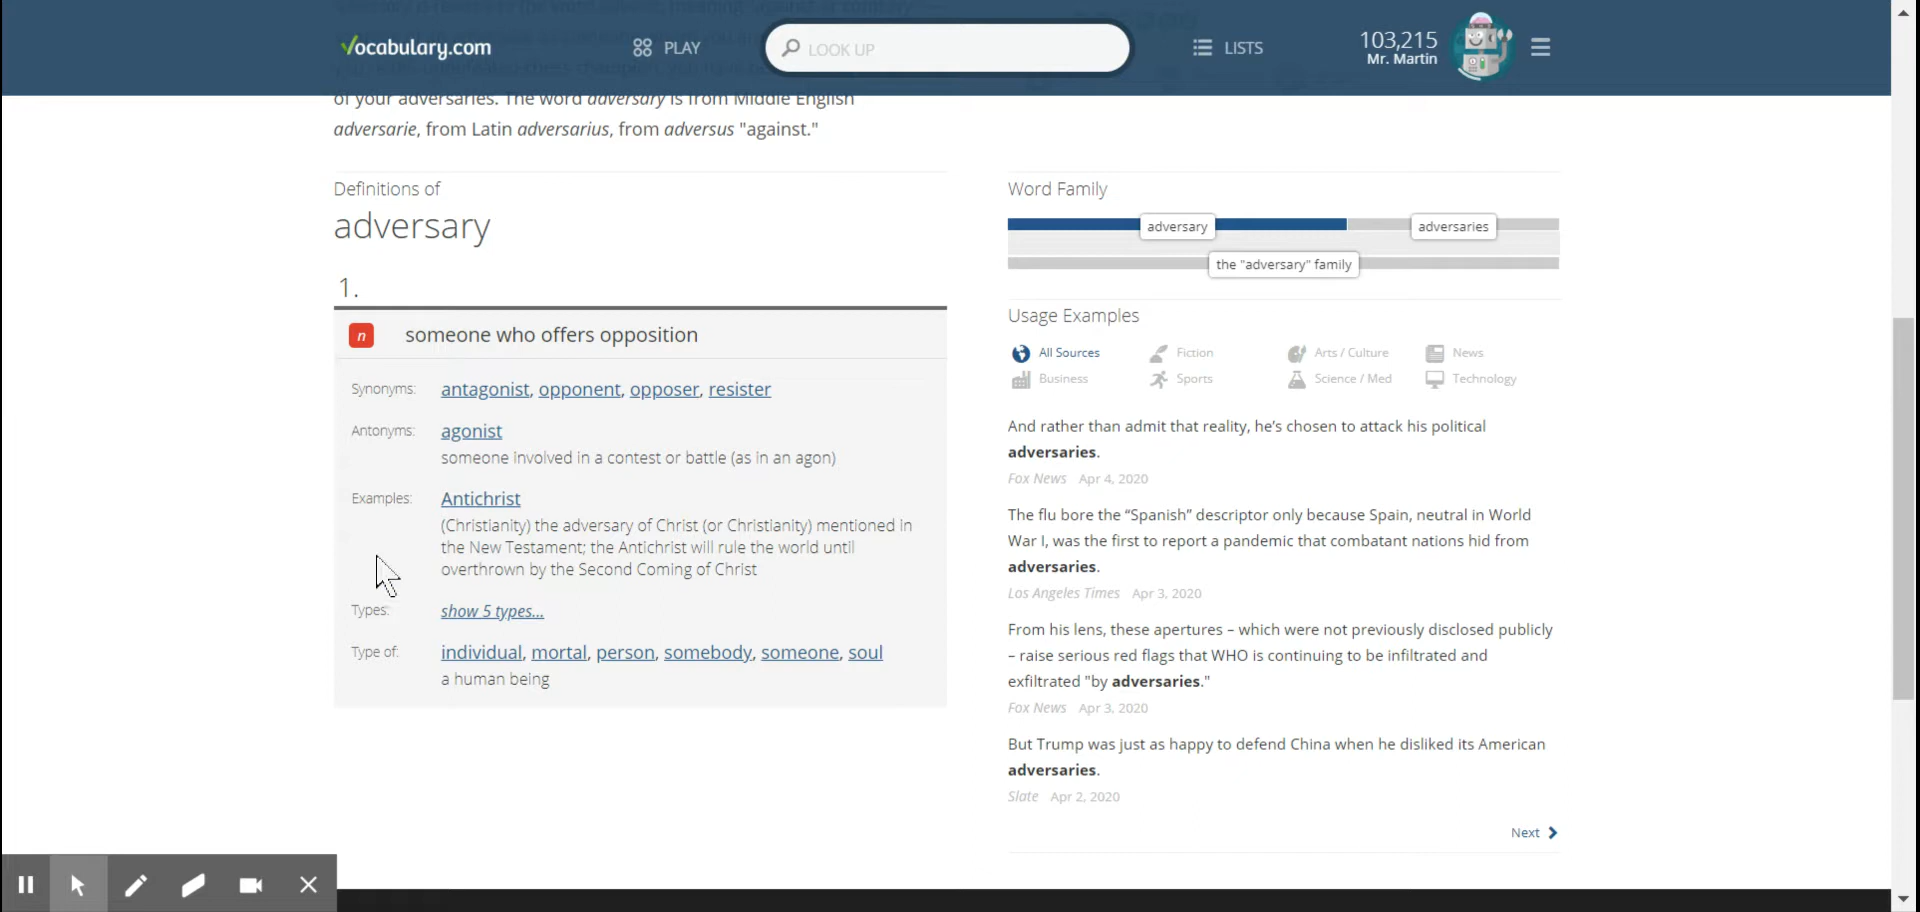 Vocabulary.com
PLAY
LOOK UP
LISTS
103,215
Mr. Martin
of your adversaries. The word adversary is from Middle English
adversarie, from Latin adversarius, from adversus "against."
Definitions of
adversary
1.
n
someone who offers opposition
Synonyms:
antagonist, opponent, opposer, resister
Antonyms:
agonist
someone involved in a contest or battle (as in an agon)
Examples:
Antichrist
(Christianity) the adversary of Christ (or Christianity) mentioned in
the New Testament; the Antichrist will rule the world until
overthrown by the Second Coming of Christ
Types:
show 5 types...
Type of:
individual, mortal, person, somebody, someone, soul
a human being
Word Family
adversary
adversaries
the "adversary" family
Usage Examples
All Sources
Fiction
Arts / Culture
News
Business
Sports
Science / Med
Technology
And rather than admit that reality, he's chosen to attack his political
adversaries.
Fox News Apr 4, 2020
The flu bore the “Spanish” descriptor only because Spain, neutral in World
War I, was the first to report a pandemic that combatant nations hid from
adversaries.
Los Angeles Times Apr 3, 2020
From his lens, these apertures – which were not previously disclosed publicly
– raise serious red flags that WHO is continuing to be infiltrated and
exfiltrated "by adversaries."
Fox News Apr 3, 2020
But Trump was just as happy to defend China when he disliked its American
adversaries.
Slate Apr 2, 2020
Next